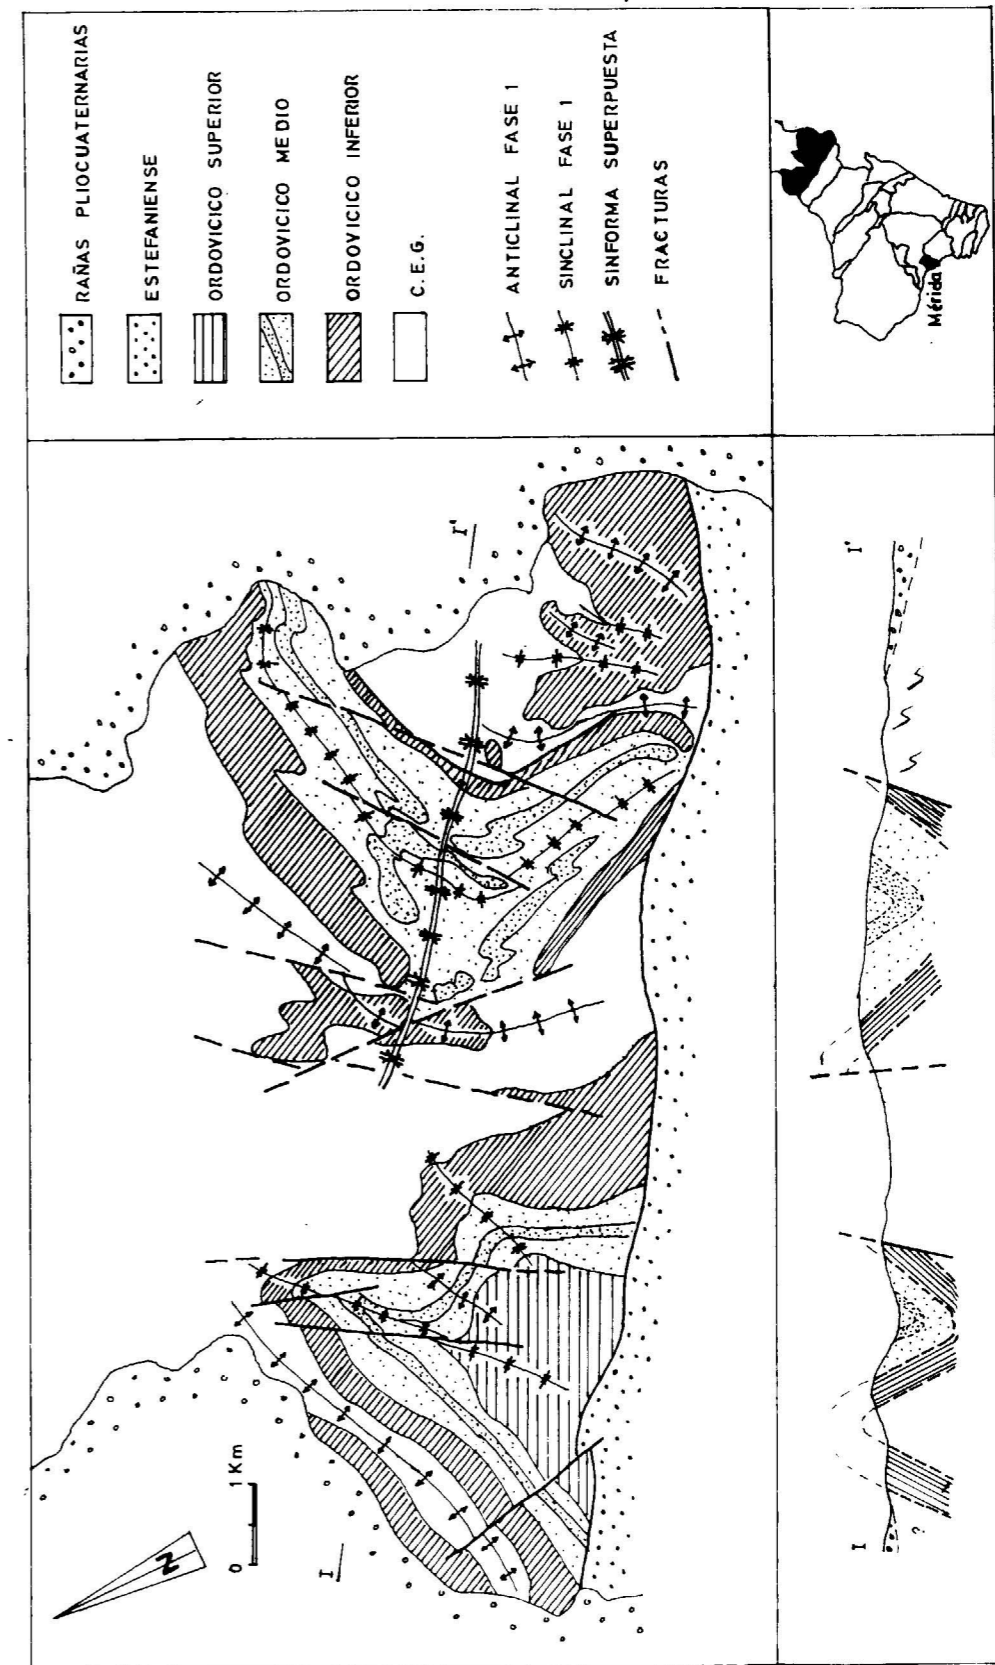 RAÑAS PLIOCUATERNARIAS
ESTEFANIENSE
ORDOVICICO SUPERIOR
ORDOVICICO MEDIO
ORDOVICICO INFERIOR
C.E.G.
ANTICLINAL FASE 1
SINCLINAL FASE 1
SINFORMA SUPERPUESTA
FRACTURAS
Mérida
N
0 1 Km
I
I'
I
I'
?